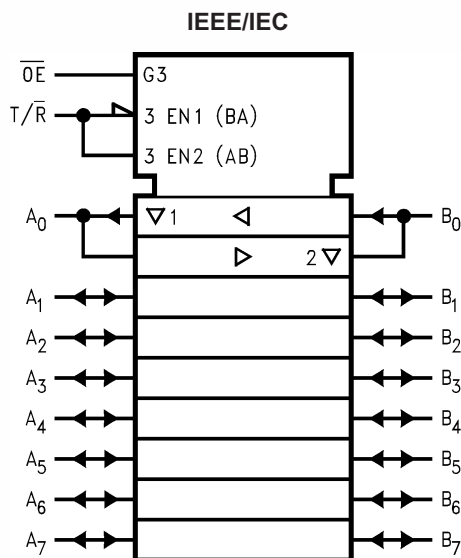 IEEE/IEC
O̅E̅ G3
T/R̅ 3 EN1 (BA)
3 EN2 (AB)
A₀ ▽ 1 ◁ B₀
▷ 2 ▽
A₁ B₁
A₂ B₂
A₃ B₃
A₄ B₄
A₅ B₅
A₆ B₆
A₇ B₇